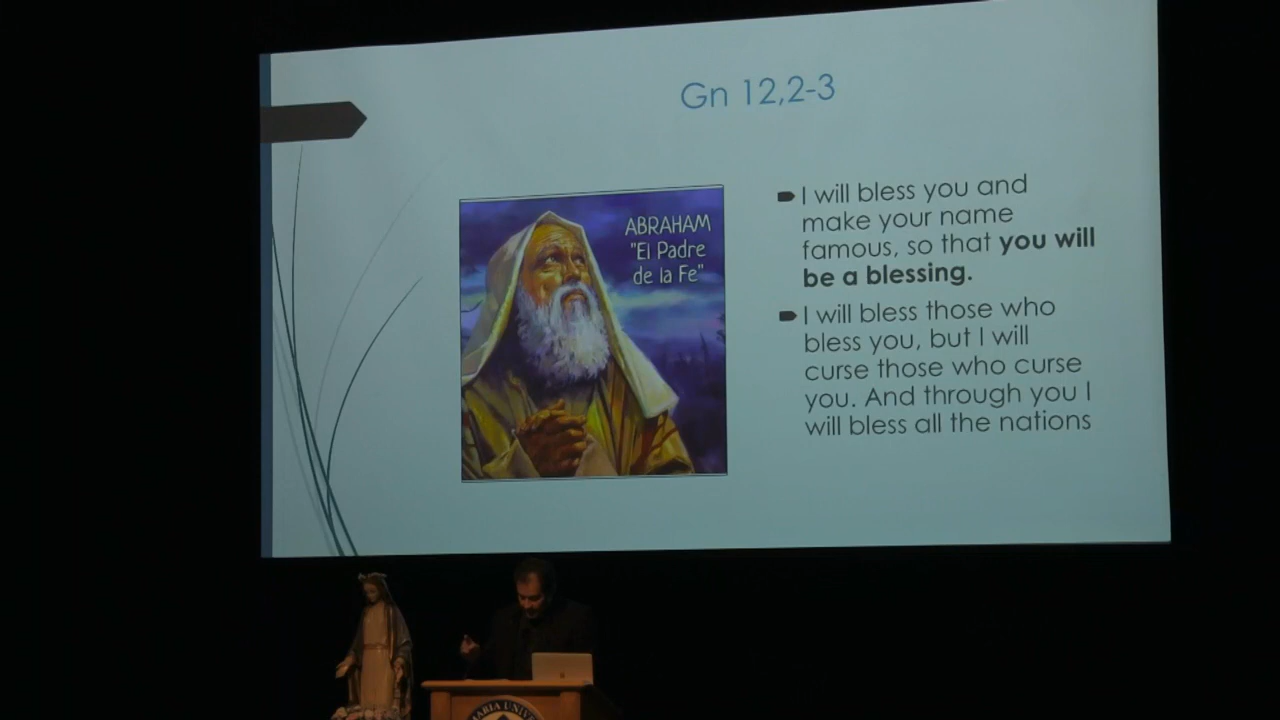 Gn 12,2-3
ABRAHAM
"El Padre
de la Fe"
I will bless you and
make your name
famous, so that you will
be a blessing.
I will bless those who
bless you, but I will
curse those who curse
you. And through you I
will bless all the nations
MARIA UNIV